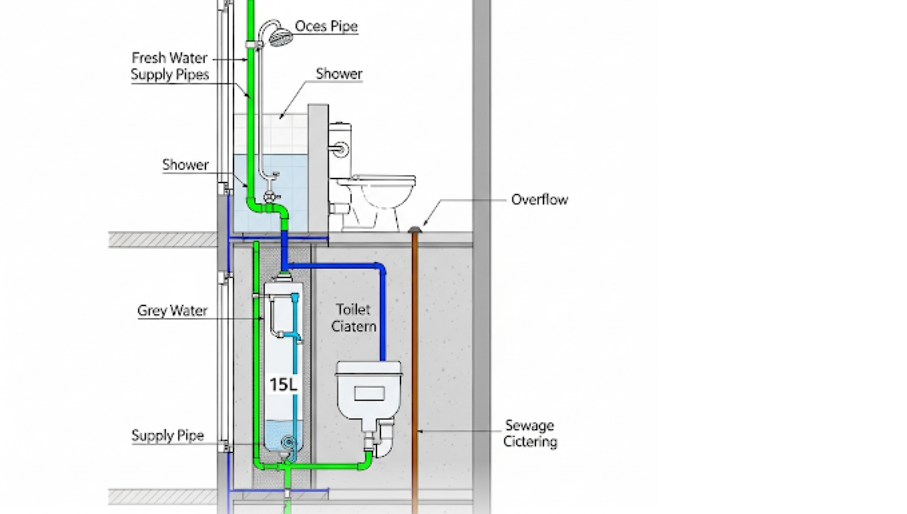 Oces Pipe
Fresh Water
Supply Pipes
Shower
Shower
Overflow
Grey Water
Toilet
Ciatern
15L
Supply Pipe
Sewage
Cictering